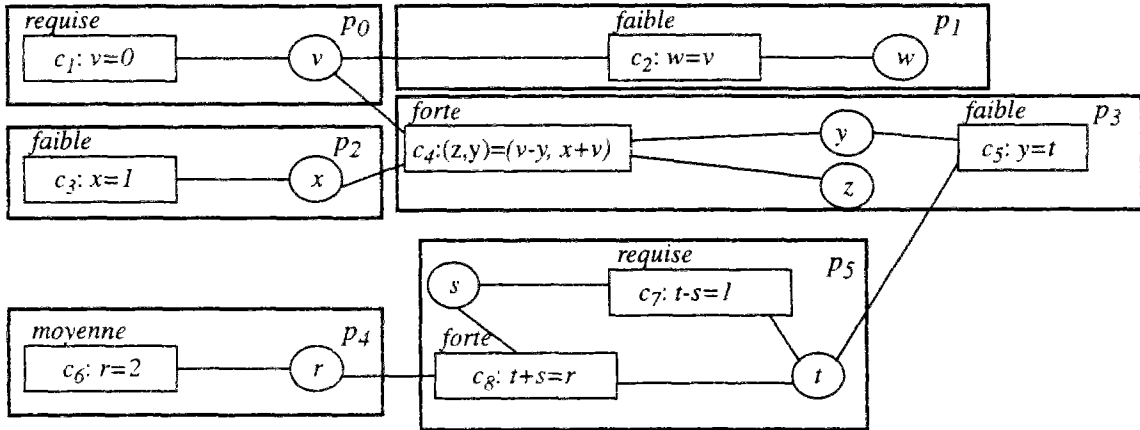 requise p0
c1: v=0 v
faible p1
c2: w=v w
faible p2
c3: x=1 x
forte
c4:(z,y)=(v-y, x+v) y z
faible p3
c5: y=t
moyenne p4
c6: r=2 r
p5
s
requise
c7: t-s=1
forte
c8: t+s=r t